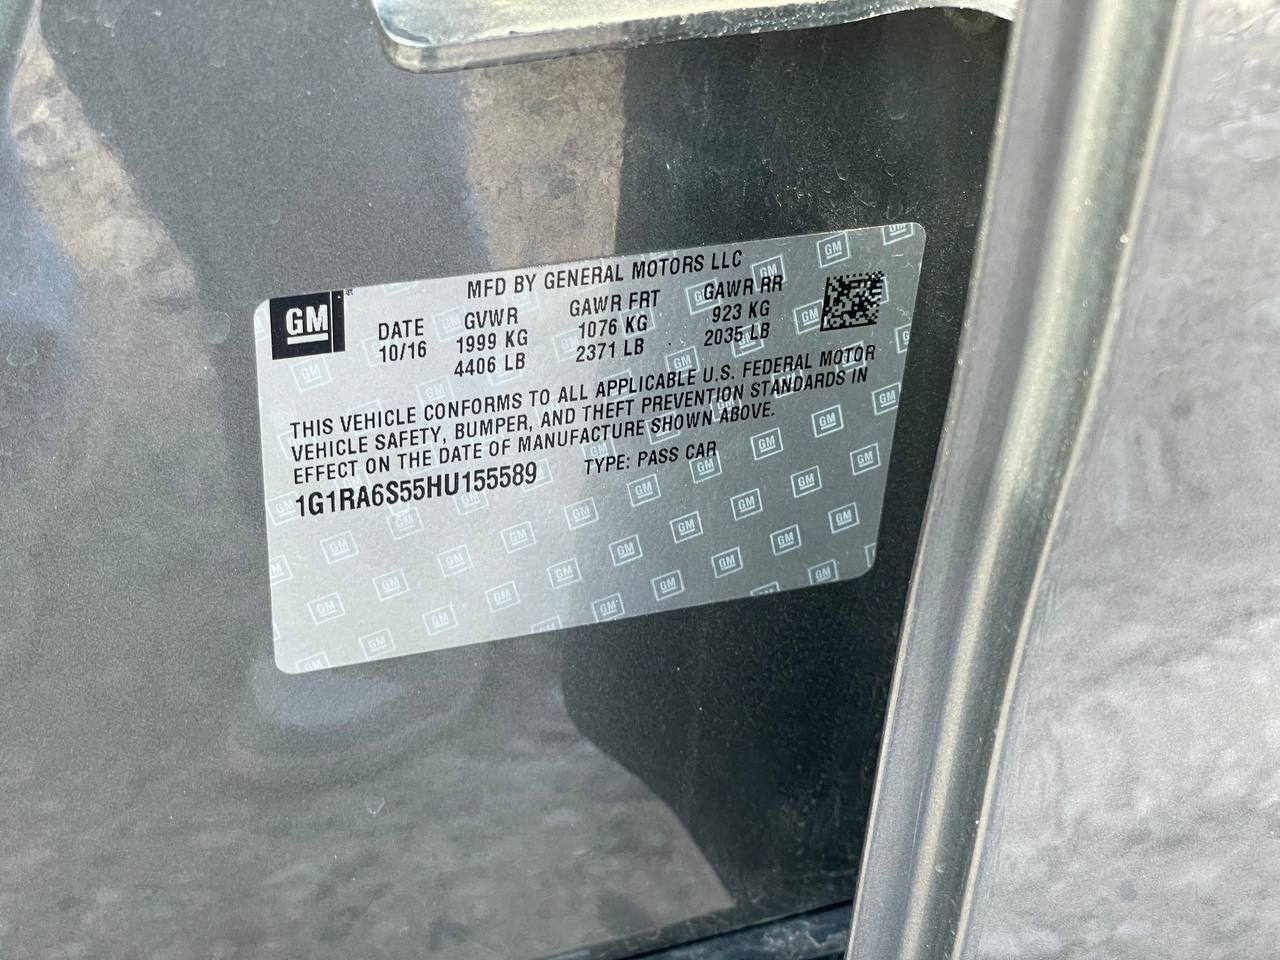 MFD BY GENERAL MOTORS LLC
GM
DATE GVWR GAWR FRT GAWR RR
10/16 1999 KG 1076 KG 923 KG
4406 LB 2371 LB 2035 LB
THIS VEHICLE CONFORMS TO ALL APPLICABLE U.S. FEDERAL MOTOR
VEHICLE SAFETY, BUMPER, AND THEFT PREVENTION STANDARDS IN
EFFECT ON THE DATE OF MANUFACTURE SHOWN ABOVE.
1G1RA6S55HU155589 TYPE: PASS CAR